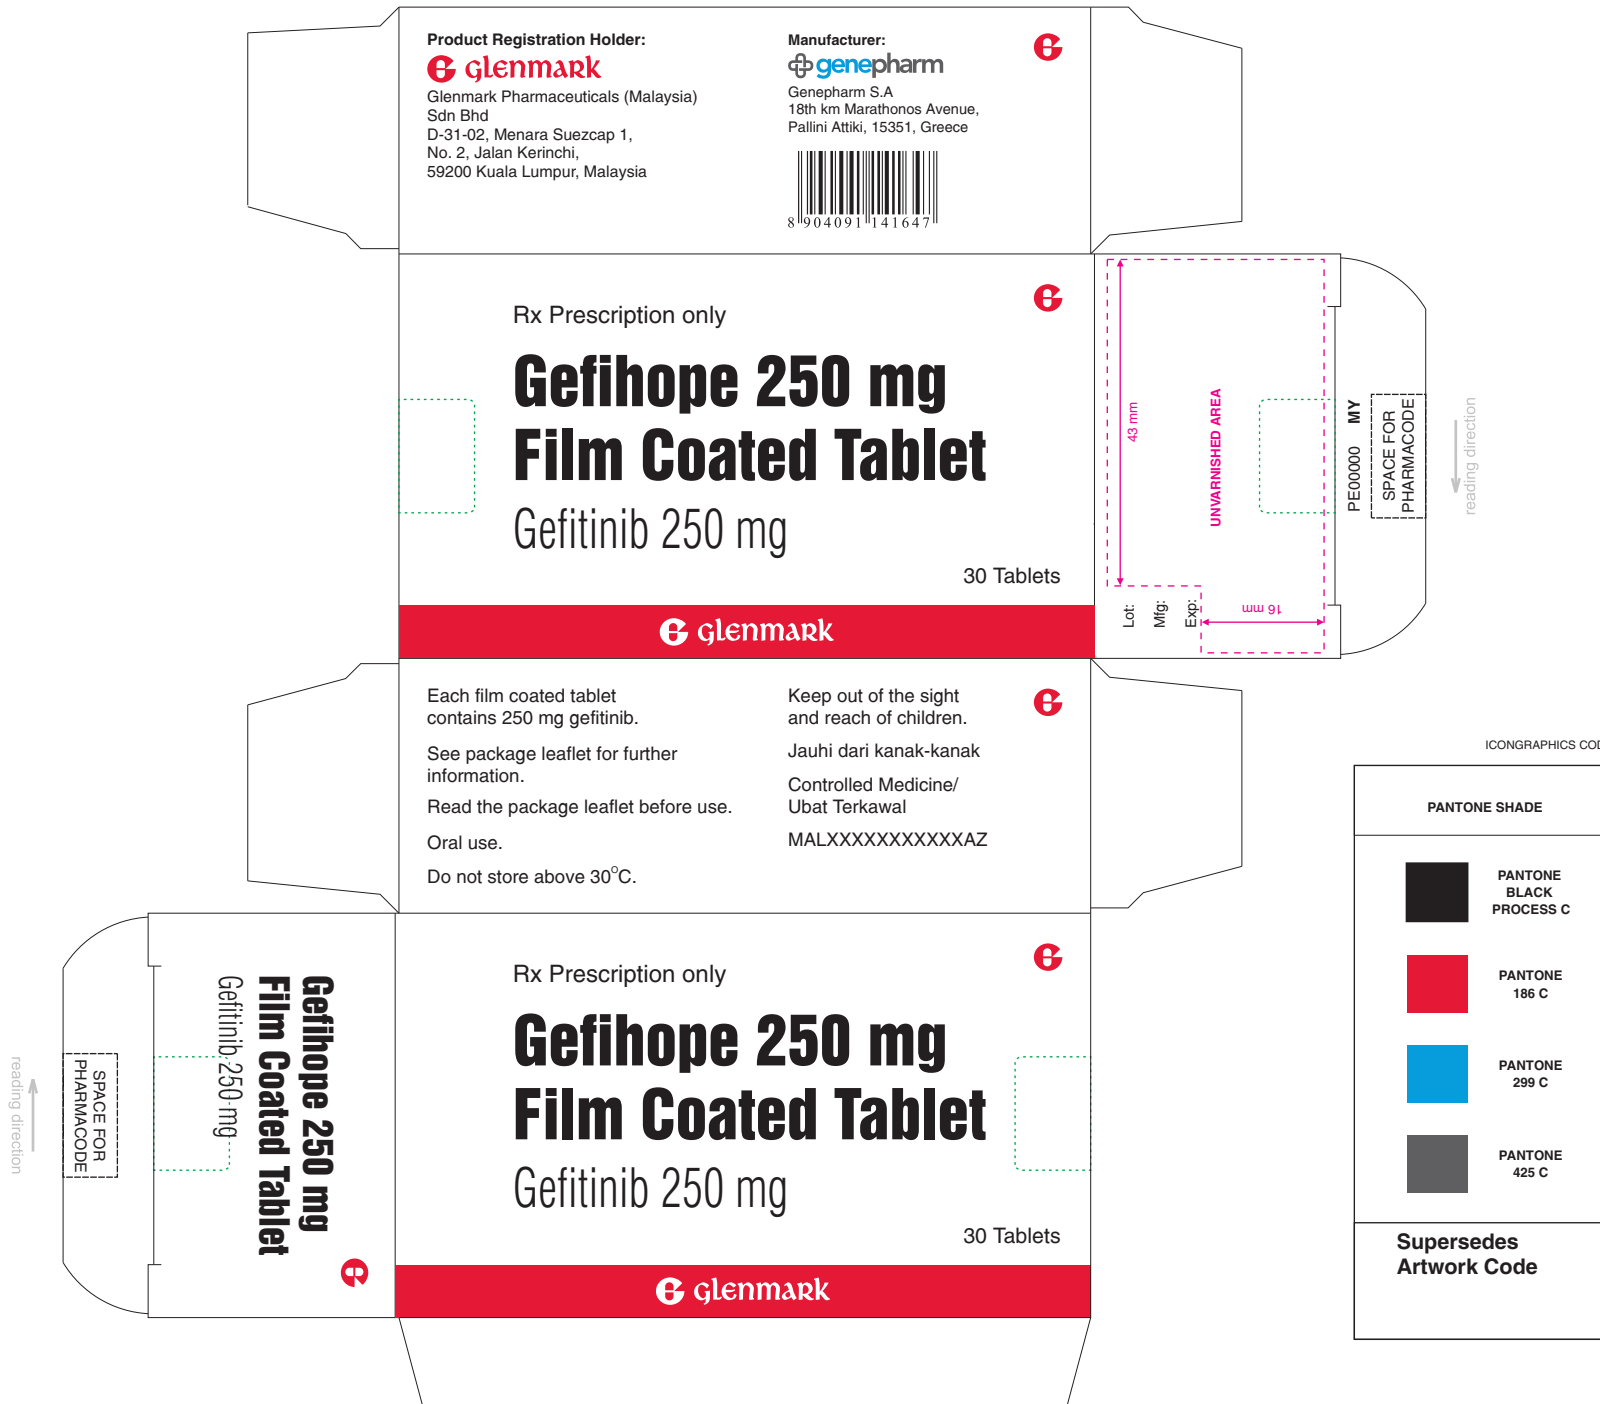 Product Registration Holder:
GLENMARK
Glenmark Pharmaceuticals (Malaysia)
Sdn Bhd
D-31-02, Menara Suezcap 1,
No. 2, Jalan Kerinchi,
59200 Kuala Lumpur, Malaysia
Manufacturer:
genepharm
Genepharm S.A
18th km Marathonos Avenue,
Pallini Attiki, 15351, Greece
8 904091 141647
Rx Prescription only
Gefihope 250 mg
Film Coated Tablet
Gefitinib 250 mg
30 Tablets
GLENMARK
43 mm
UNVARNISHED AREA
16 mm
Lot:
Mfg:
Exp:
PE00000 MY
SPACE FOR
PHARMACODE
reading direction
Each film coated tablet
contains 250 mg gefitinib.
See package leaflet for further
information.
Read the package leaflet before use.
Oral use.
Do not store above 30°C.
Keep out of the sight
and reach of children.
Jauhi dari kanak-kanak
Controlled Medicine/
Ubat Terkawal
MALXXXXXXXXXXXAZ
Gefihope 250 mg
Film Coated Tablet
Gefitinib 250 mg
SPACE FOR
PHARMACODE
reading direction
Rx Prescription only
Gefihope 250 mg
Film Coated Tablet
Gefitinib 250 mg
30 Tablets
GLENMARK
ICONGRAPHICS COD
PANTONE SHADE
PANTONE
BLACK
PROCESS C
PANTONE
186 C
PANTONE
299 C
PANTONE
425 C
Supersedes
Artwork Code